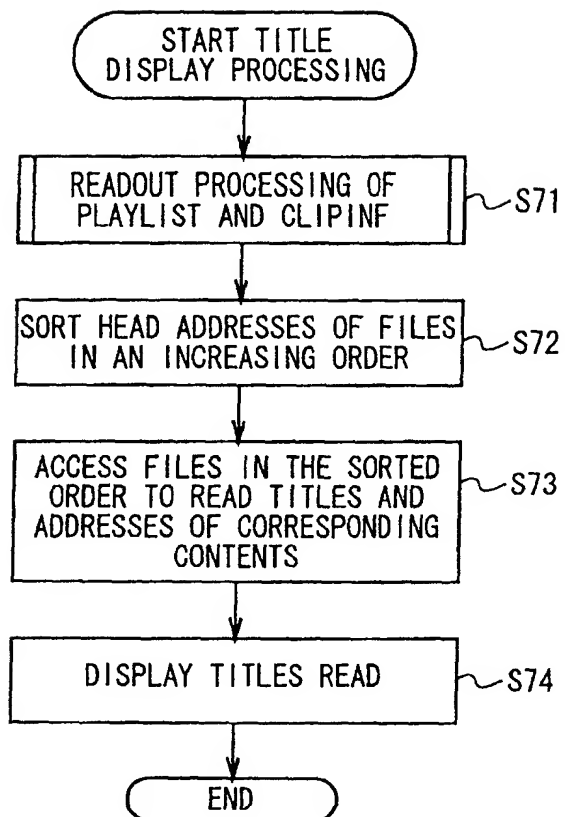 START TITLE
DISPLAY PROCESSING
READOUT PROCESSING OF
PLAYLIST AND CLIPINF
S71
SORT HEAD ADDRESSES OF FILES
IN AN INCREASING ORDER
S72
ACCESS FILES IN THE SORTED
ORDER TO READ TITLES AND
ADDRESSES OF CORRESPONDING
CONTENTS
S73
DISPLAY TITLES READ
S74
END